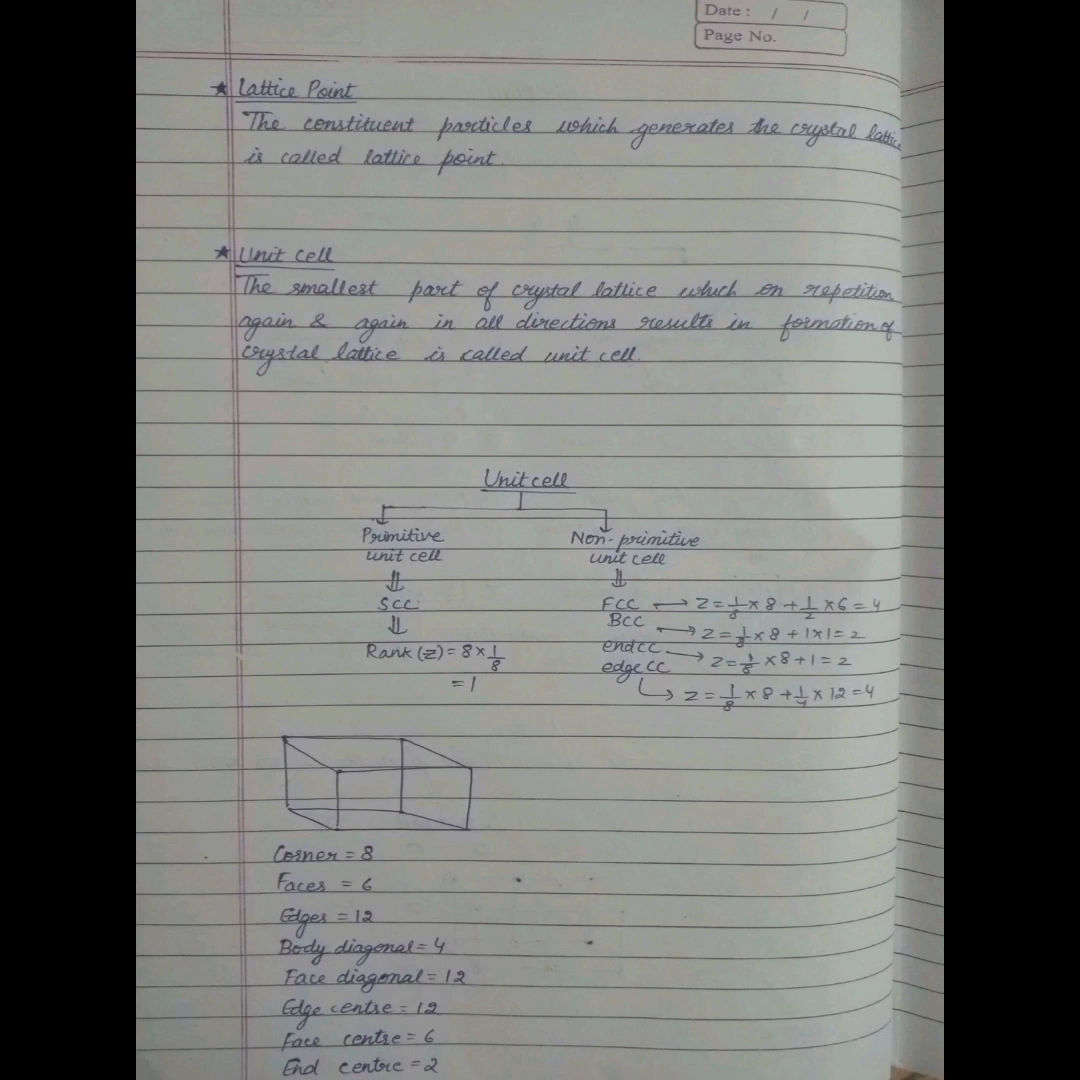 Date : / /
Page No.
★ Lattice Point
The constituent particles which generates the crystal lattice
is called lattice point.
★ Unit cell
The smallest part of crystal lattice which on repetition
again & again in all directions results in formation of
crystal lattice is called unit cell.
Unit cell
Primitive
unit cell
⇓
SCC
⇓
Rank (z) = 8 × 1/8
= 1
Non-primitive
unit cell
⇓
FCC → Z = 1/8 × 8 + 1/2 × 6 = 4
BCC → Z = 1/8 × 8 + 1 × 1 = 2
endCC → Z = 1/8 × 8 + 1 = 2
edge CC → Z = 1/8 × 8 + 1/4 × 12 = 4
Corner = 8
Faces = 6
Edges = 12
Body diagonal = 4
Face diagonal = 12
Edge centre = 12
Face centre = 6
End centre = 2